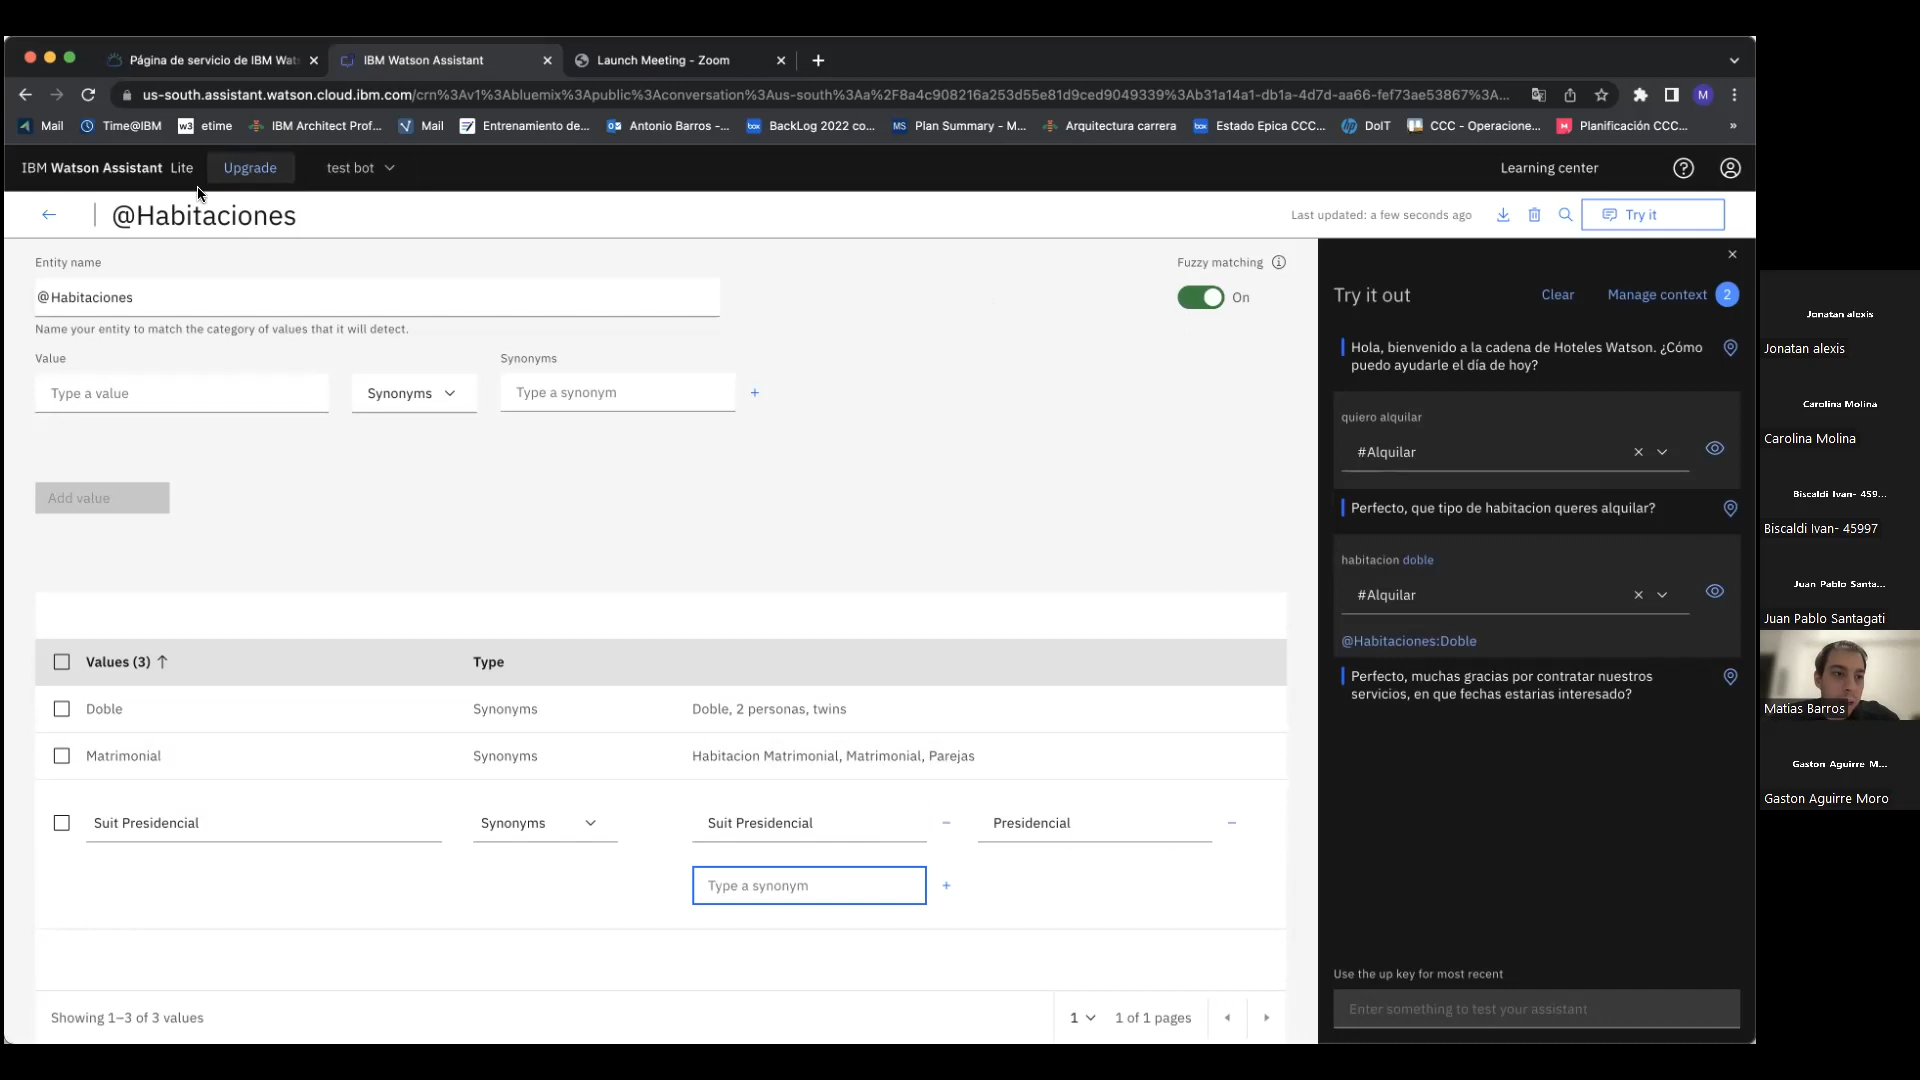 Página de servicio de IBM Wat
IBM Watson Assistant
Launch Meeting - Zoom
us-south.assistant.watson.cloud.ibm.com/crn%3Av1%3Abluemix%3Apublic%3Aconversation%3Aus-south%3Aa%2F8a4c908216a253d55e81d9ced9049339%3Ab31a14a1-db1a-4d7d-aa66-fef73ae53867%3A...
M
Mail
Time@IBM
w3 etime
IBM Architect Prof...
Mail
Entrenamiento de...
Antonio Barros -...
box BackLog 2022 co...
MS Plan Summary - M...
Arquitectura carrera
box Estado Epica CCC...
DoIT
CCC - Operacione...
Planificación CCC...
»
IBM Watson Assistant Lite
Upgrade
test bot
Learning center
@Habitaciones
Last updated: a few seconds ago
Try it
Entity name
@Habitaciones
Name your entity to match the category of values that it will detect.
Fuzzy matching
On
Value
Synonyms
Type a value
Synonyms
Type a synonym
Add value
Values (3)
Type
Doble
Synonyms
Doble, 2 personas, twins
Matrimonial
Synonyms
Habitacion Matrimonial, Matrimonial, Parejas
Suit Presidencial
Synonyms
Suit Presidencial
Presidencial
Type a synonym
Showing 1–3 of 3 values
1
1 of 1 pages
Try it out
Clear
Manage context
2
Hola, bienvenido a la cadena de Hoteles Watson. ¿Cómo
puedo ayudarle el día de hoy?
quiero alquilar
#Alquilar
Perfecto, que tipo de habitacion queres alquilar?
habitacion doble
#Alquilar
@Habitaciones:Doble
Perfecto, muchas gracias por contratar nuestros
servicios, en que fechas estarias interesado?
Use the up key for most recent
Enter something to test your assistant
Jonatan alexis
Jonatan alexis
Carolina Molina
Carolina Molina
Biscaldi Ivan- 459...
Biscaldi Ivan- 45997
Juan Pablo Santa...
Juan Pablo Santagati
Matias Barros
Gaston Aguirre M...
Gaston Aguirre Moro